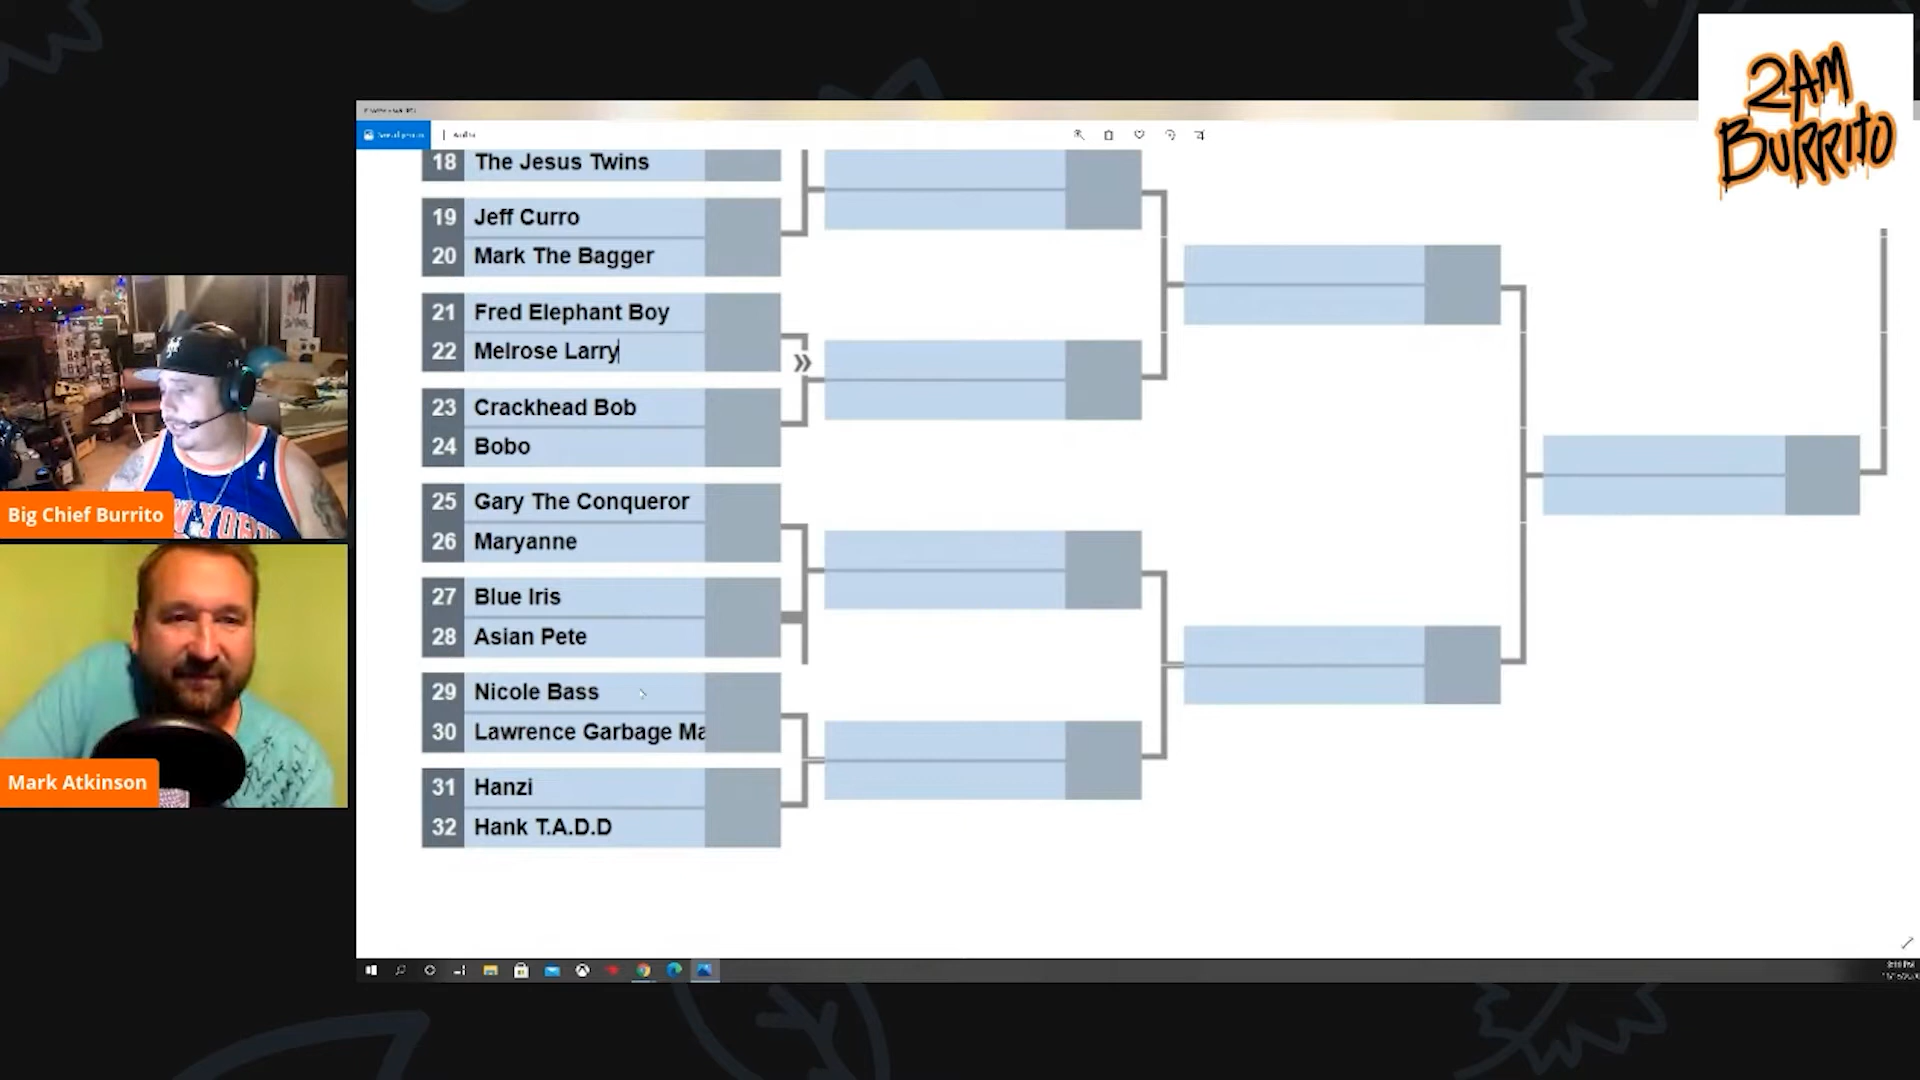 2AM
BURRITO
18 The Jesus Twins
19 Jeff Curro
20 Mark The Bagger
21 Fred Elephant Boy
22 Melrose Larry
23 Crackhead Bob
24 Bobo
25 Gary The Conqueror
26 Maryanne
27 Blue Iris
28 Asian Pete
29 Nicole Bass
30 Lawrence Garbage Ma
31 Hanzi
32 Hank T.A.D.D
Big Chief Burrito
Mark Atkinson